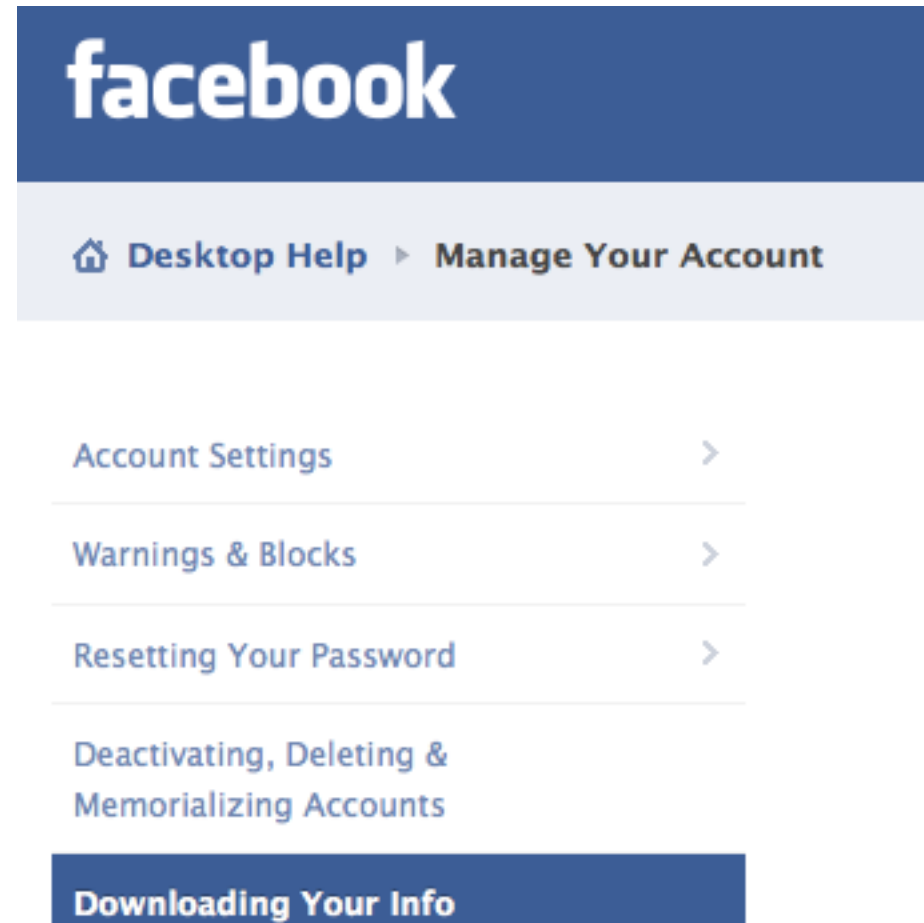 facebook
Desktop Help Manage Your Account
Account Settings
Warnings & Blocks
Resetting Your Password
Deactivating, Deleting &
Memorializing Accounts
Downloading Your Info